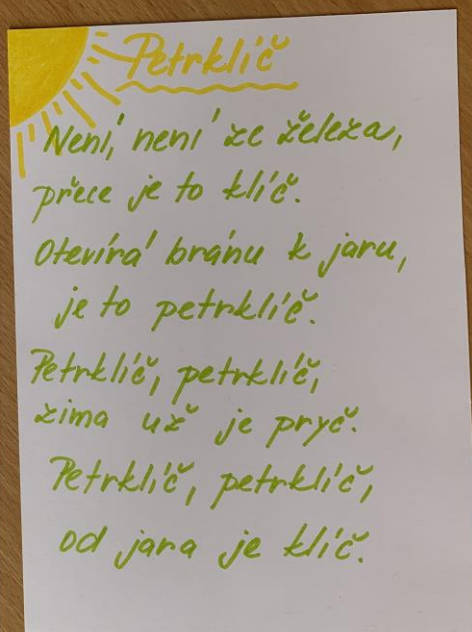 Petrklíč
Není, není ze železa,
přece je to klíč.
Otevírá bránu k jaru,
je to petrklíč.
Petrklíč, petrklíč,
zima už je pryč.
Petrklíč, petrklíč,
od jara je klíč.